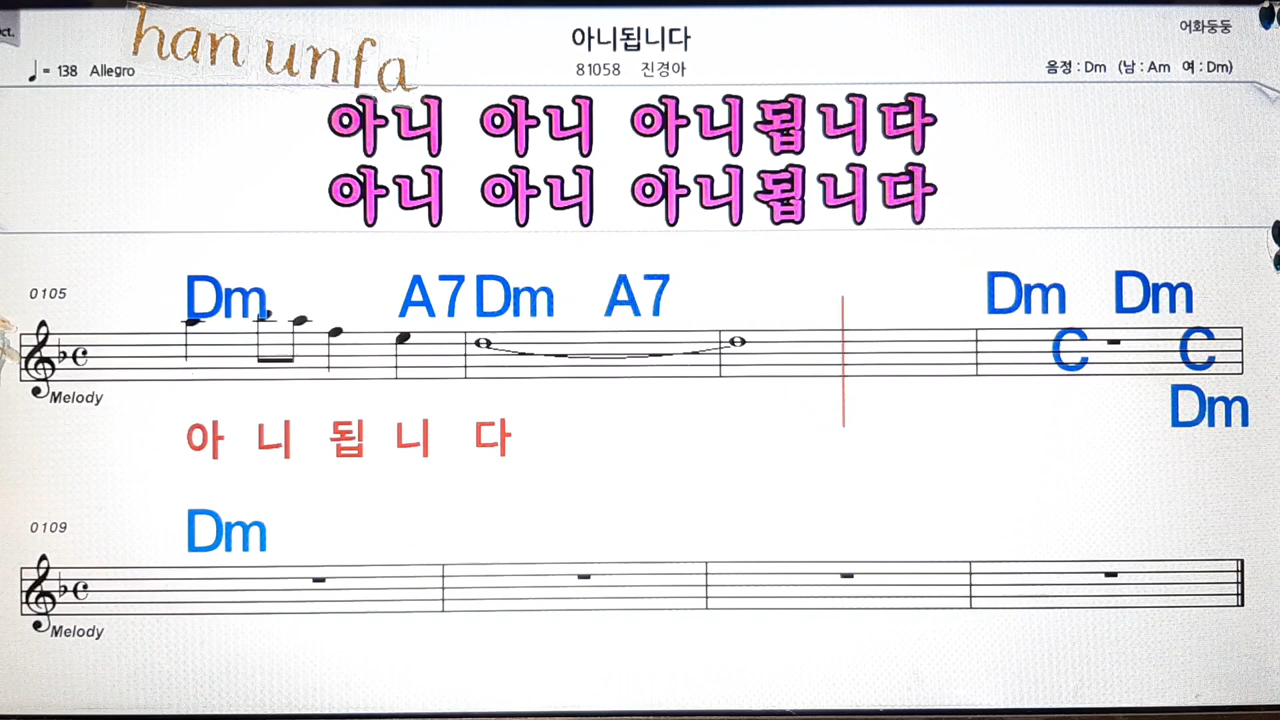 ct.
han unfa
아니됩니다
어화둥둥
♩= 138 Allegro
81058 진경아
음정 : Dm (남 : Am 여 : Dm)
아니 아니 아니됩니다
아니 아니 아니됩니다
0105
Dm A7 Dm A7 Dm Dm
C C
Melody
Dm
아 니 됩 니 다
0109
Dm
Melody